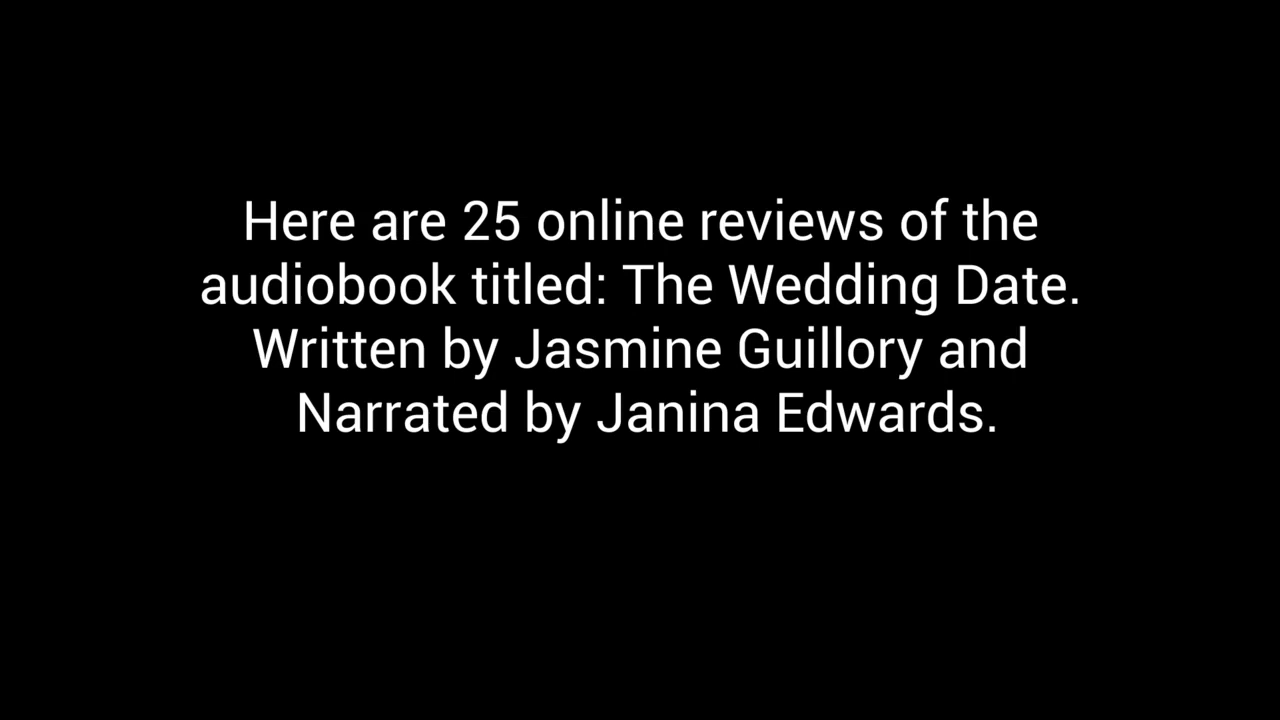 Here are 25 online reviews of the
audiobook titled: The Wedding Date.
Written by Jasmine Guillory and
Narrated by Janina Edwards.